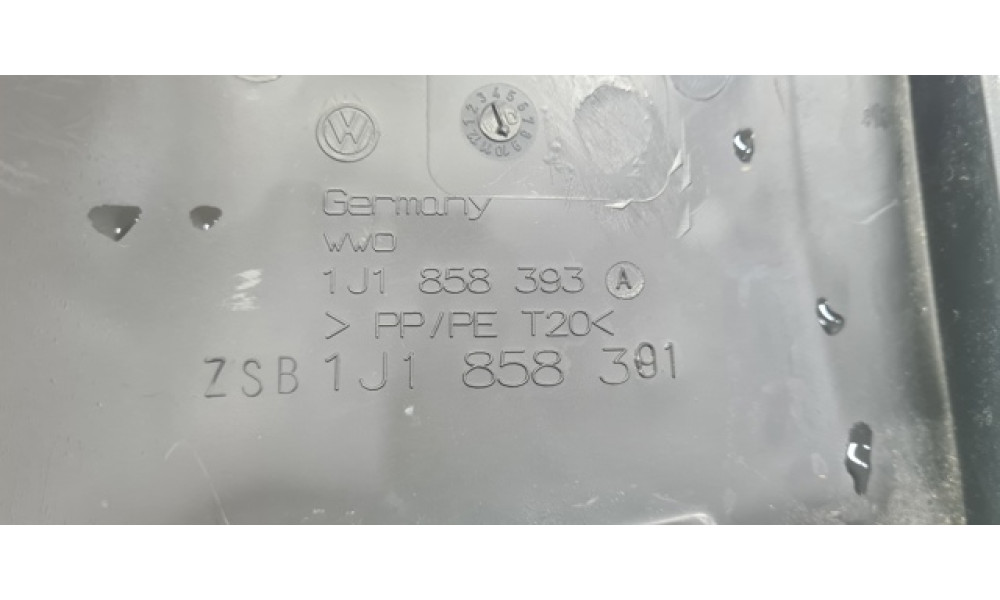 Germany
WWO
1J1 858 393 A
> PP/PE T20<
ZSB 1J1 858 391